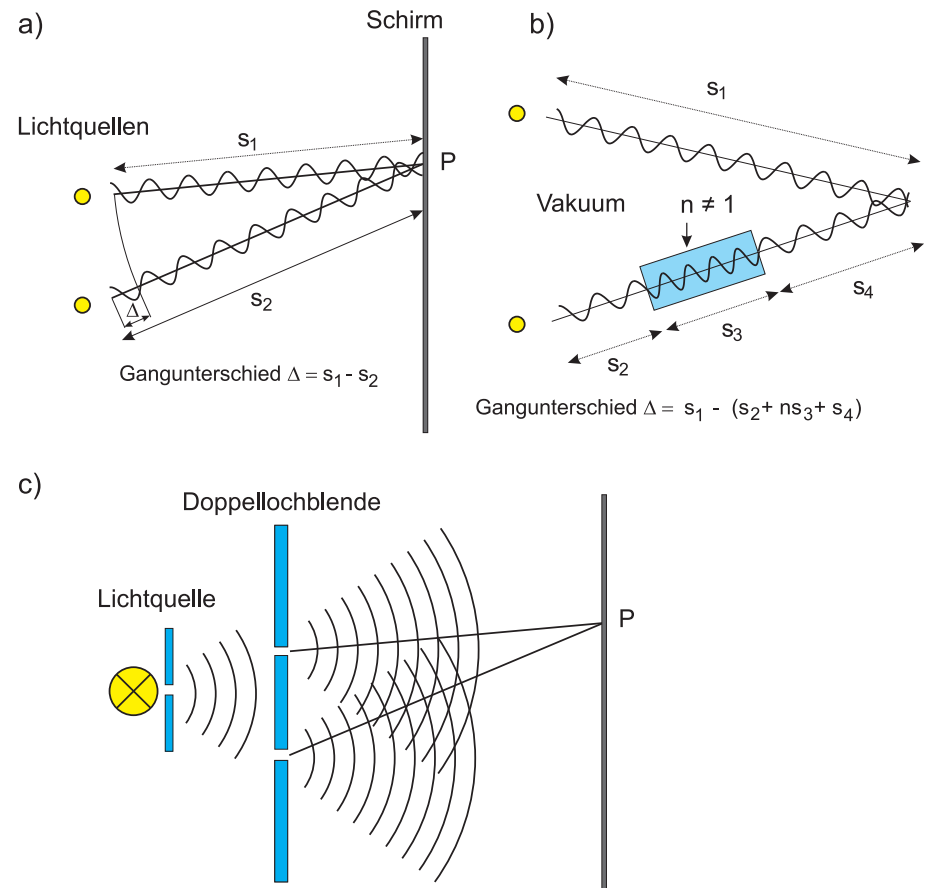 a)
Schirm
Lichtquellen
s₁
P
s₂
Δ
Gangunterschied Δ = s₁ - s₂
b)
s₁
Vakuum
n ≠ 1
s₄
s₃
s₂
Gangunterschied Δ = s₁ - (s₂+ ns₃+ s₄)
c)
Doppellochblende
Lichtquelle
P